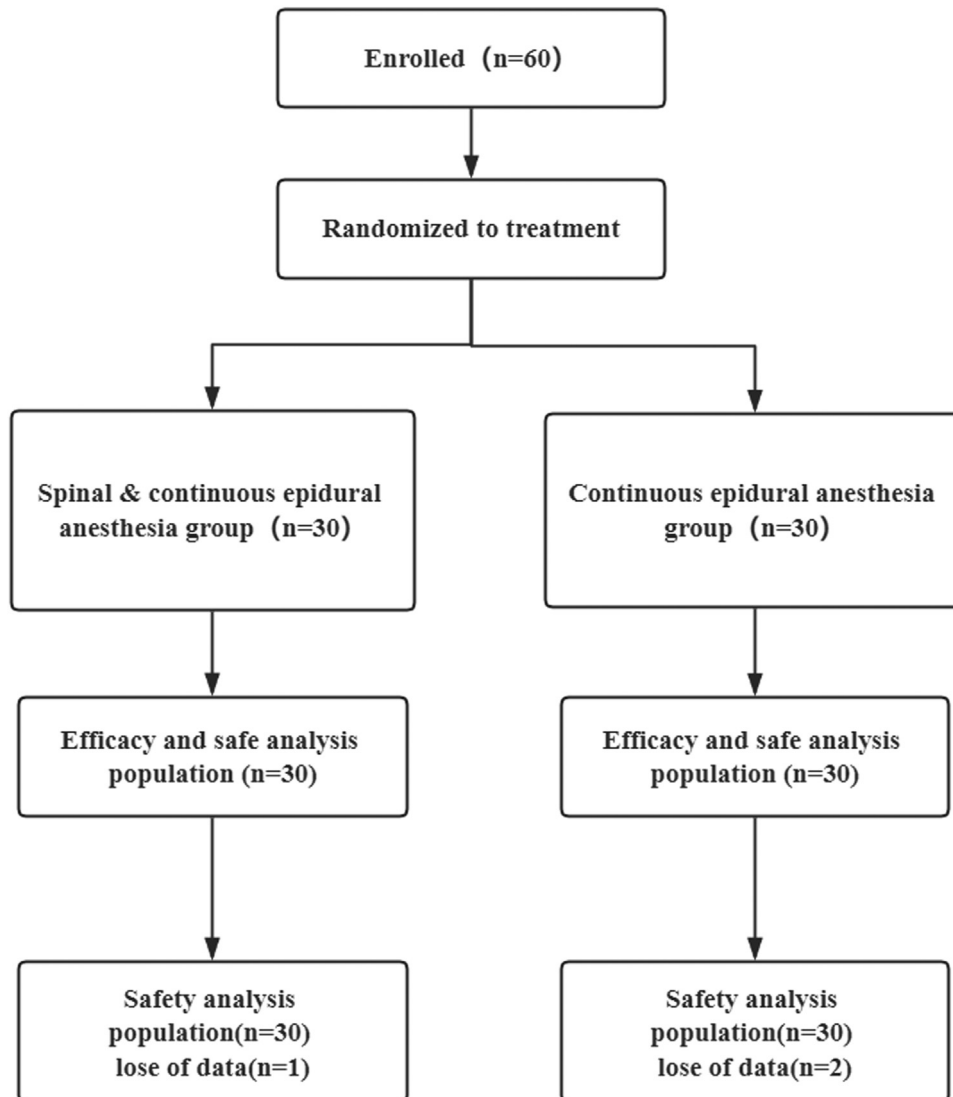 Enrolled（n=60）
Randomized to treatment
Spinal & continuous epidural
anesthesia group（n=30）
Continuous epidural anesthesia
group（n=30）
Efficacy and safe analysis
population (n=30)
Efficacy and safe analysis
population (n=30)
Safety analysis
population(n=30)
lose of data(n=1)
Safety analysis
population(n=30)
lose of data(n=2)